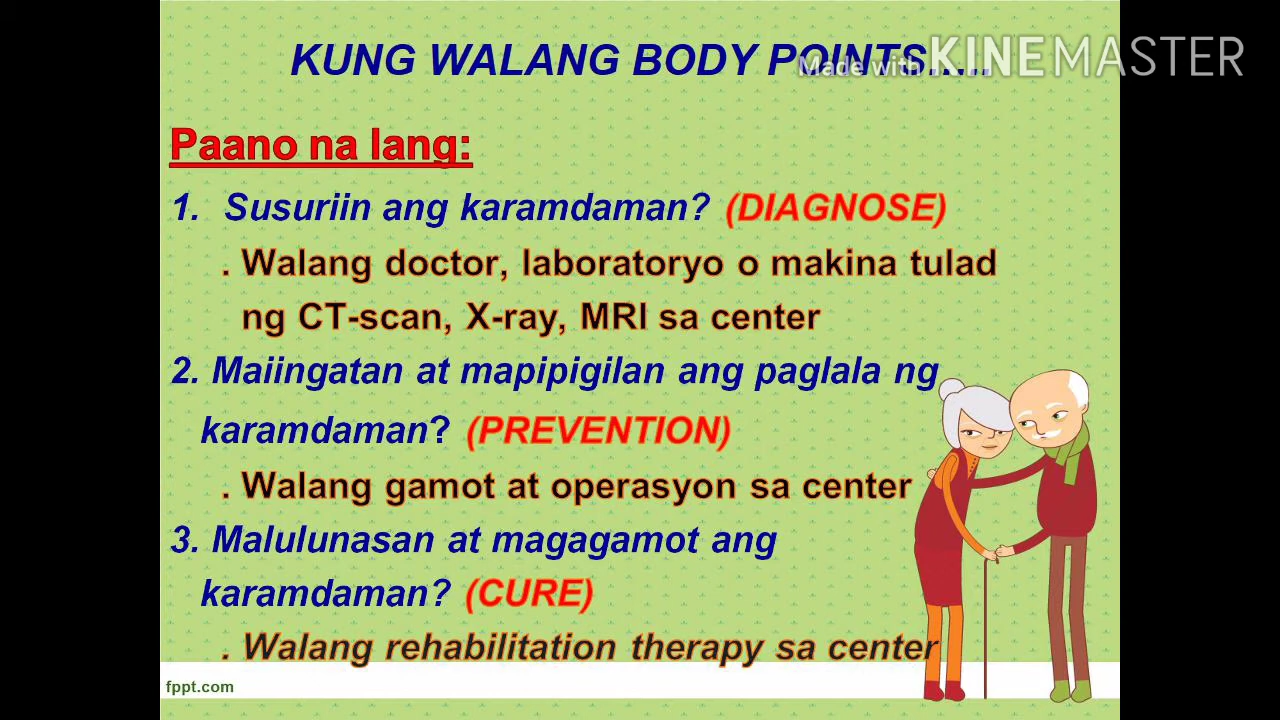 KUNG WALANG BODY POINTS.....
Made with KINEMASTER
Paano na lang:
1. Susuriin ang karamdaman? (DIAGNOSE)
. Walang doctor, laboratoryo o makina tulad
ng CT-scan, X-ray, MRI sa center
2. Maiingatan at mapipigilan ang paglala ng
karamdaman? (PREVENTION)
. Walang gamot at operasyon sa center
3. Malulunasan at magagamot ang
karamdaman? (CURE)
. Walang rehabilitation therapy sa center
fppt.com